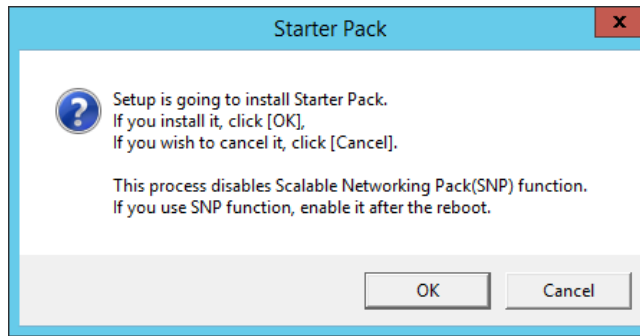 Starter Pack
x
Setup is going to install Starter Pack.
If you install it, click [OK],
If you wish to cancel it, click [Cancel].
This process disables Scalable Networking Pack(SNP) function.
If you use SNP function, enable it after the reboot.
OK
Cancel